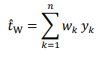 t̂_W = ∑_{k=1}^{n} w_k y_k